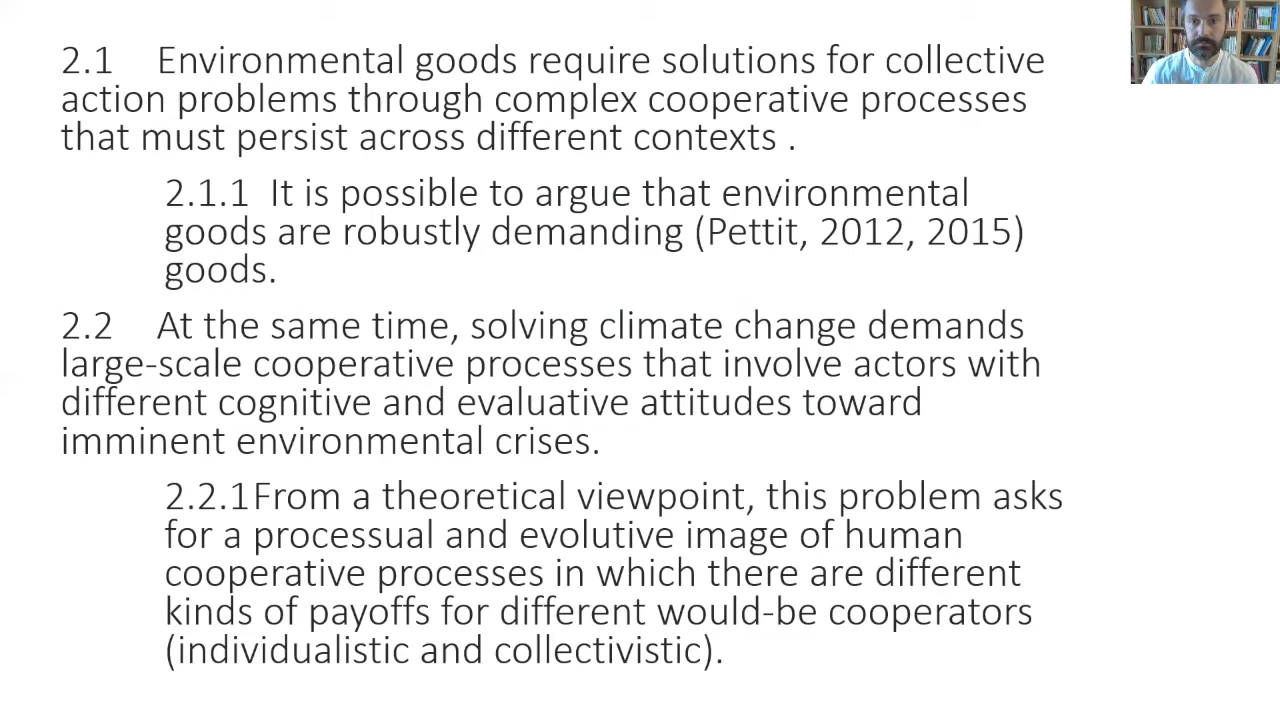 2.1 Environmental goods require solutions for collective
action problems through complex cooperative processes
that must persist across different contexts .
2.1.1 It is possible to argue that environmental
goods are robustly demanding (Pettit, 2012, 2015)
goods.
2.2 At the same time, solving climate change demands
large-scale cooperative processes that involve actors with
different cognitive and evaluative attitudes toward
imminent environmental crises.
2.2.1From a theoretical viewpoint, this problem asks
for a processual and evolutive image of human
cooperative processes in which there are different
kinds of payoffs for different would-be cooperators
(individualistic and collectivistic).